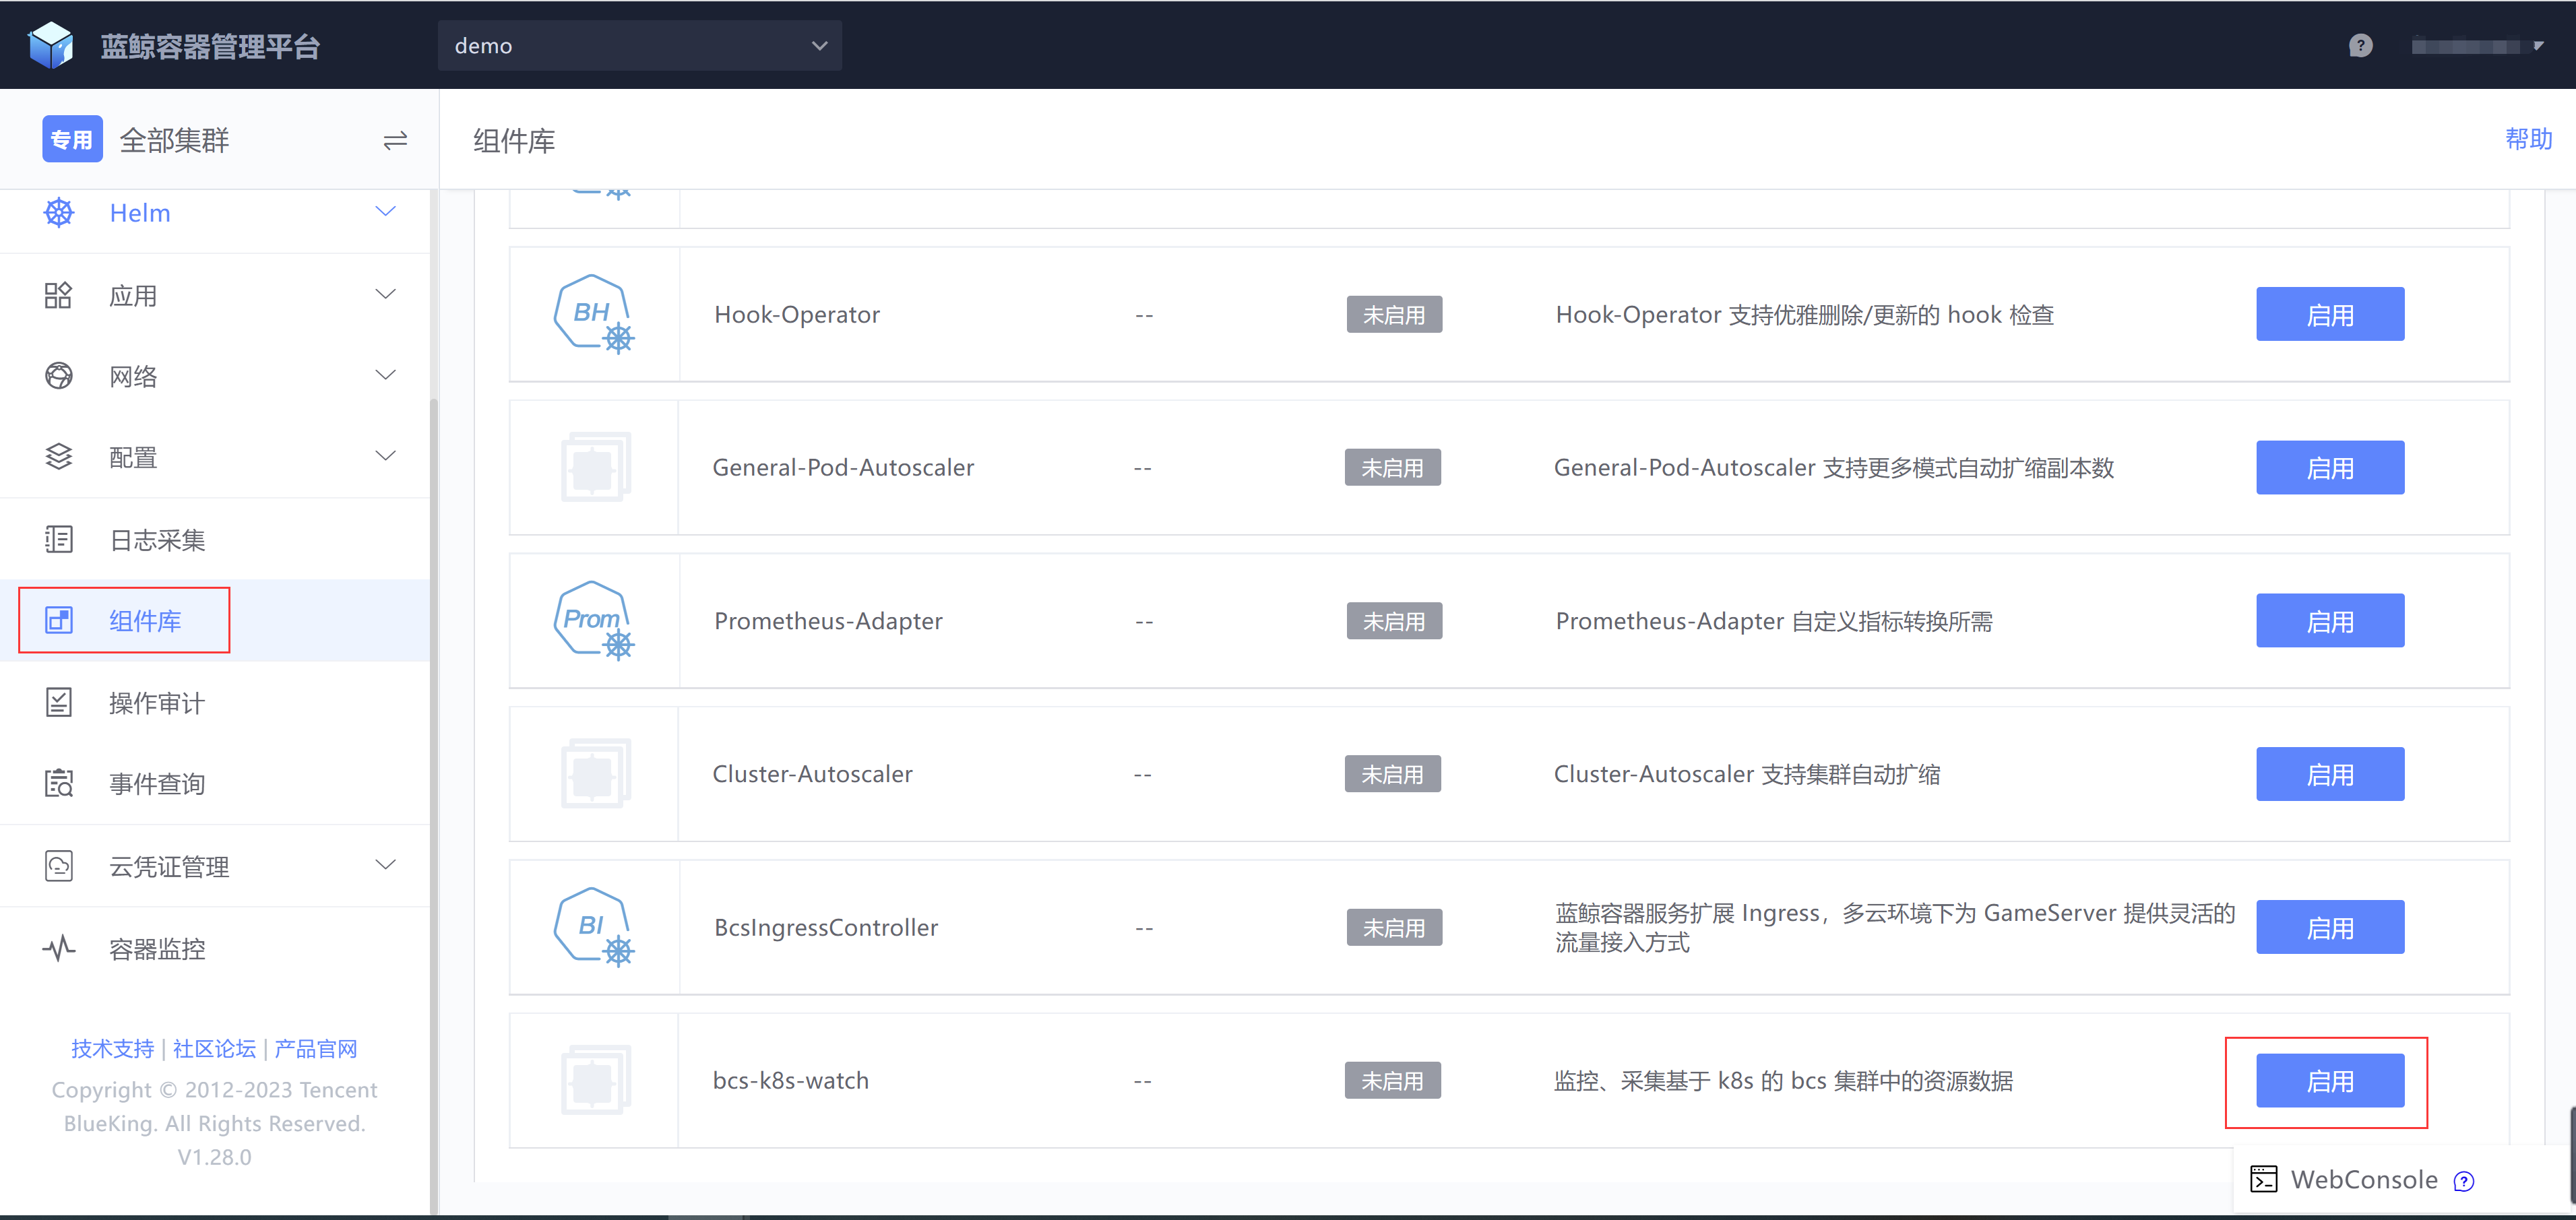 蓝鲸容器管理平台
demo
专用 全部集群
组件库
帮助
Helm
应用
网络
配置
日志采集
组件库
操作审计
事件查询
云凭证管理
容器监控
技术支持 | 社区论坛 | 产品官网
Copyright © 2012-2023 Tencent
BlueKing. All Rights Reserved.
V1.28.0
BH Hook-Operator -- 未启用 Hook-Operator 支持优雅删除/更新的 hook 检查 启用
General-Pod-Autoscaler -- 未启用 General-Pod-Autoscaler 支持更多模式自动扩缩副本数 启用
Prom Prometheus-Adapter -- 未启用 Prometheus-Adapter 自定义指标转换所需 启用
Cluster-Autoscaler -- 未启用 Cluster-Autoscaler 支持集群自动扩缩 启用
BI BcsIngressController -- 未启用 蓝鲸容器服务扩展 Ingress，多云环境下为 GameServer 提供灵活的
流量接入方式 启用
bcs-k8s-watch -- 未启用 监控、采集基于 k8s 的 bcs 集群中的资源数据 启用
WebConsole